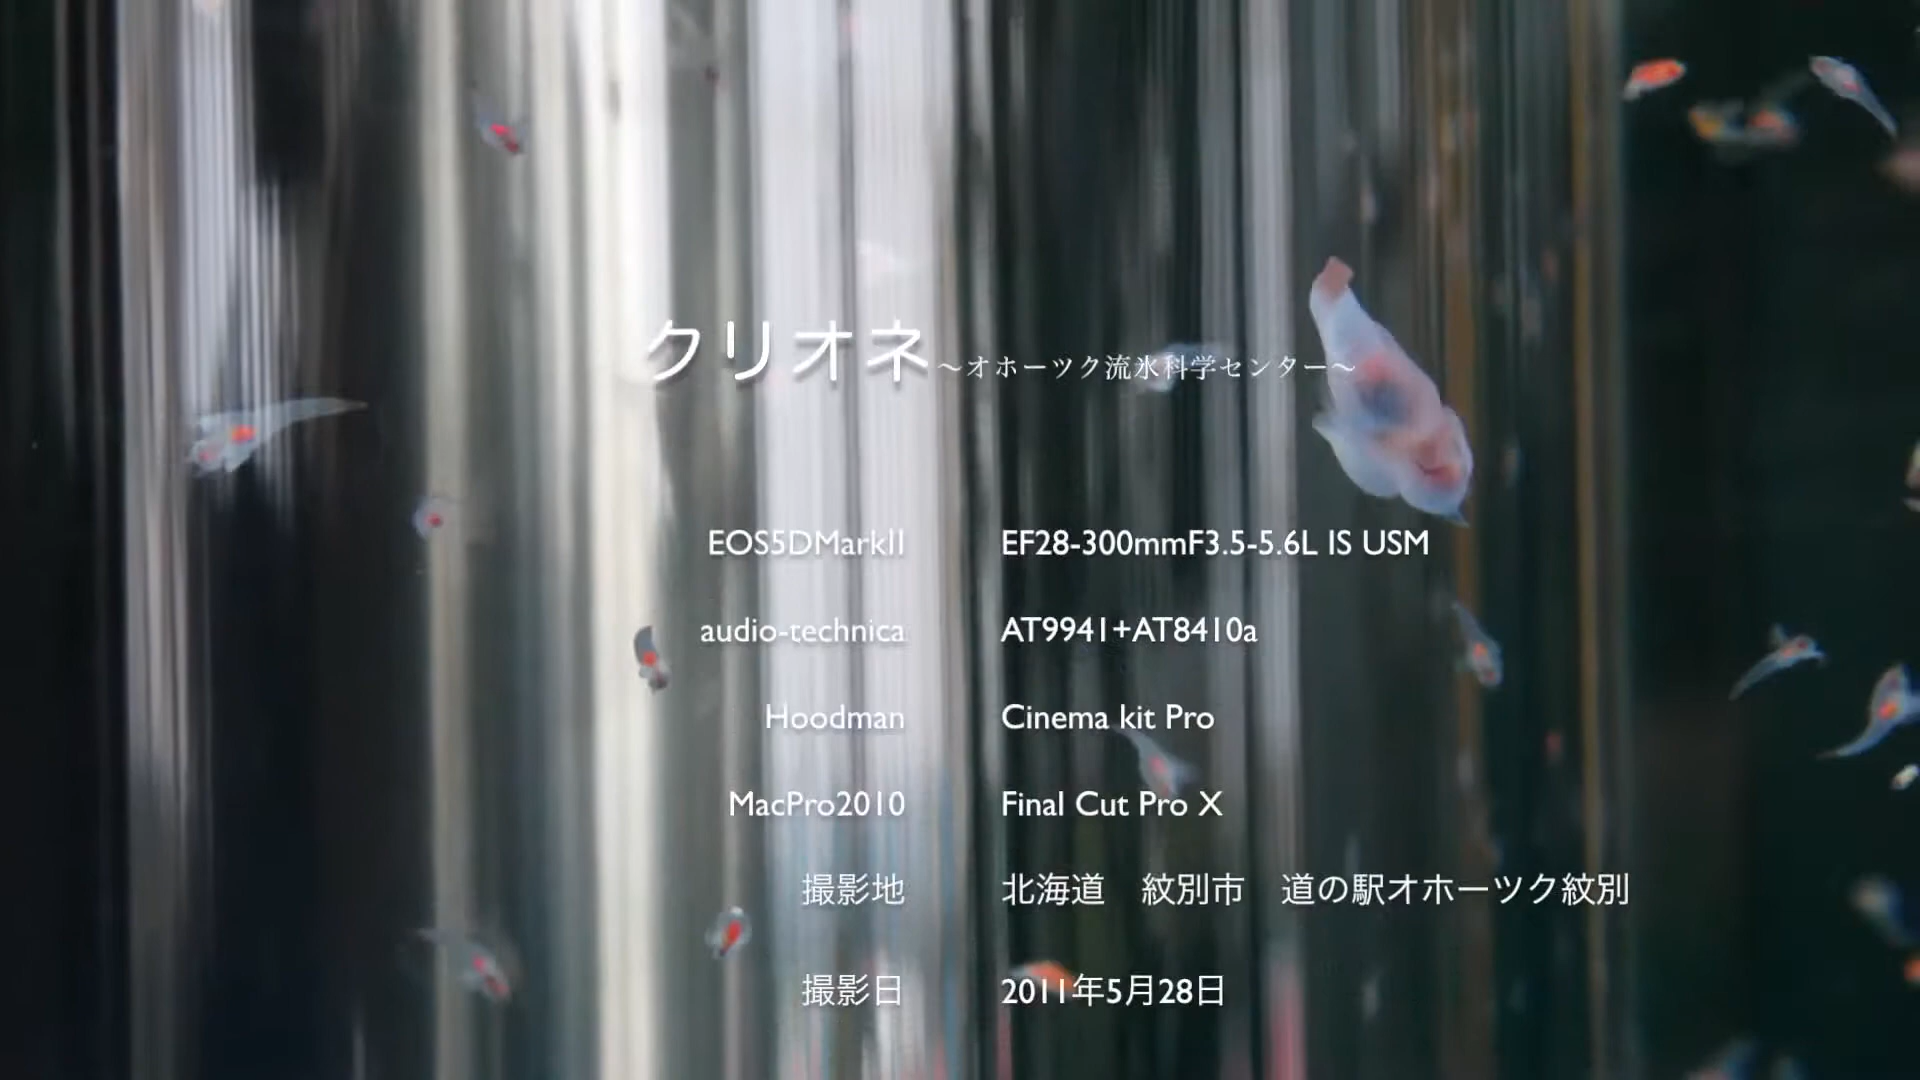 クリオネ~オホーツク流氷科学センター~
EOS5DMarkII EF28-300mmF3.5-5.6L IS USM
audio-technica AT9941+AT8410a
Hoodman Cinema kit Pro
MacPro2010 Final Cut Pro X
撮影地 北海道　紋別市　道の駅オホーツク紋別
撮影日 2011年5月28日